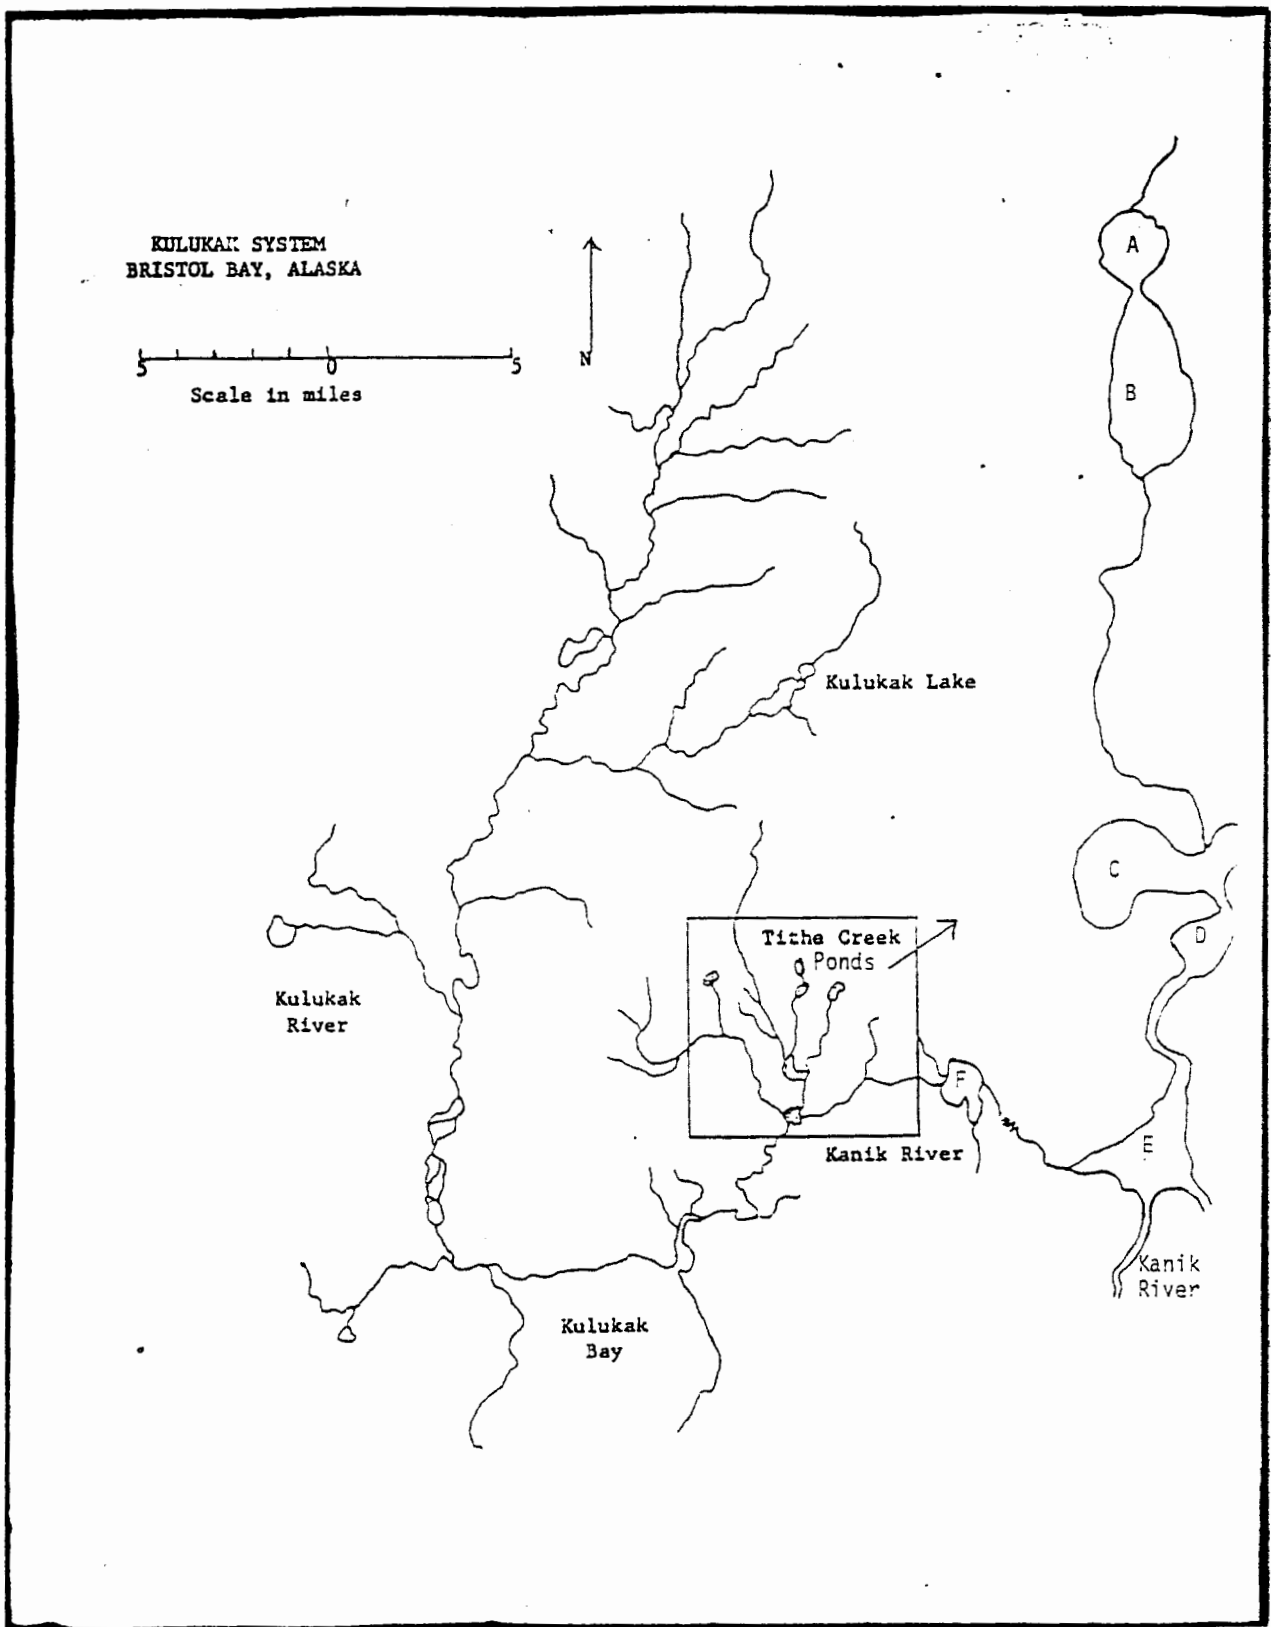 KULUKAK SYSTEM
BRISTOL BAY, ALASKA
N
5 0 5
Scale in miles
A
B
Kulukak Lake
C
Tithe Creek
Ponds
D
Kulukak
River
F
E
Kanik River
Kanik
River
Kulukak
Bay